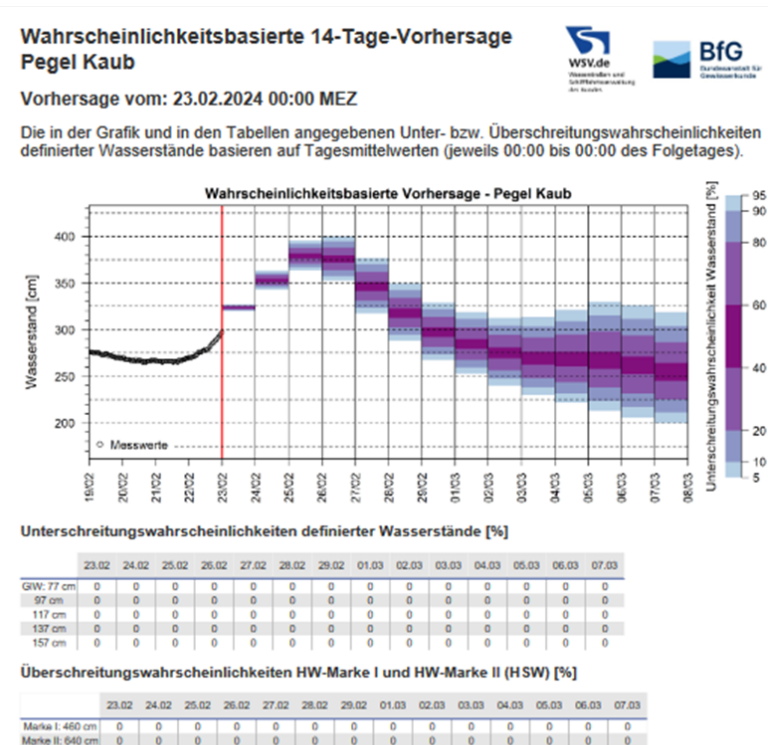 Wahrscheinlichkeitsbasierte 14-Tage-Vorhersage
Pegel Kaub
WSV.de
Wasserstraßen- und
Schifffahrtsverwaltung
des Bundes
BfG
Bundesanstalt für
Gewässerkunde
Vorhersage vom: 23.02.2024 00:00 MEZ
Die in der Grafik und in den Tabellen angegebenen Unter- bzw. Überschreitungswahrscheinlichkeiten
definierter Wasserstände basieren auf Tagesmittelwerten (jeweils 00:00 bis 00:00 des Folgetages).
Wahrscheinlichkeitsbasierte Vorhersage - Pegel Kaub
Wasserstand [cm]
400
350
300
250
200
Messwerte
19/02 20/02 21/02 22/02 23/02 24/02 25/02 26/02 27/02 28/02 29/02 01/03 02/03 03/03 04/03 05/03 06/03 07/03 08/03
Unterschreitungswahrscheinlichkeit Wasserstand [%]
95
90
80
60
40
20
10
5
Unterschreitungswahrscheinlichkeiten definierter Wasserstände [%]
23.02 24.02 25.02 26.02 27.02 28.02 29.02 01.03 02.03 03.03 04.03 05.03 06.03 07.03
GlW: 77 cm 0 0 0 0 0 0 0 0 0 0 0 0 0 0
97 cm 0 0 0 0 0 0 0 0 0 0 0 0 0 0
117 cm 0 0 0 0 0 0 0 0 0 0 0 0 0 0
137 cm 0 0 0 0 0 0 0 0 0 0 0 0 0 0
157 cm 0 0 0 0 0 0 0 0 0 0 0 0 0 0
Überschreitungswahrscheinlichkeiten HW-Marke I und HW-Marke II (HSW) [%]
23.02 24.02 25.02 26.02 27.02 28.02 29.02 01.03 02.03 03.03 04.03 05.03 06.03 07.03
Marke I: 460 cm 0 0 0 0 0 0 0 0 0 0 0 0 0 0
Marke II: 640 cm 0 0 0 0 0 0 0 0 0 0 0 0 0 0